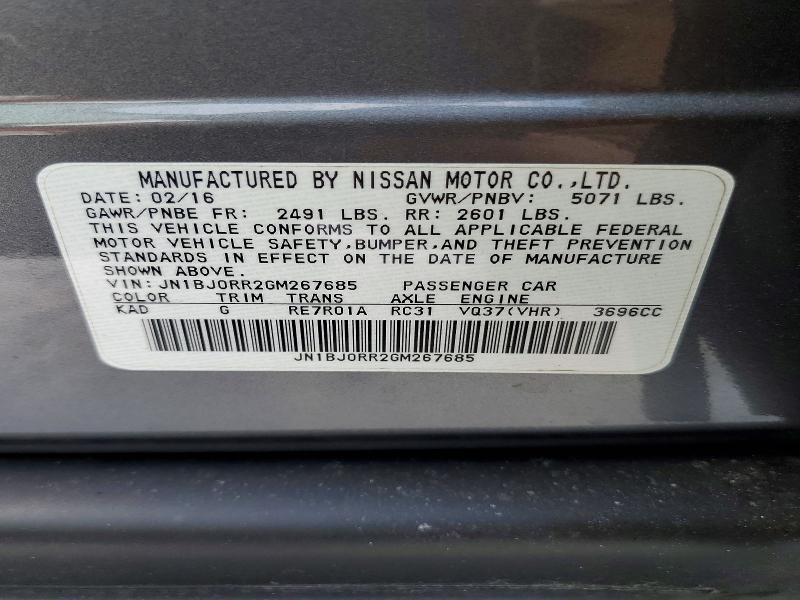 MANUFACTURED BY NISSAN MOTOR CO.,LTD.
DATE: 02/16 GVWR/PNBV: 5071 LBS.
GAWR/PNBE FR: 2491 LBS. RR: 2601 LBS.
THIS VEHICLE CONFORMS TO ALL APPLICABLE FEDERAL
MOTOR VEHICLE SAFETY,BUMPER,AND THEFT PREVENTION
STANDARDS IN EFFECT ON THE DATE OF MANUFACTURE
SHOWN ABOVE.
VIN: JN1BJ0RR2GM267685 PASSENGER CAR
COLOR TRIM TRANS AXLE ENGINE
KAD G RE7R01A RC31 VQ37(VHR) 3696CC
JN1BJ0RR2GM267685